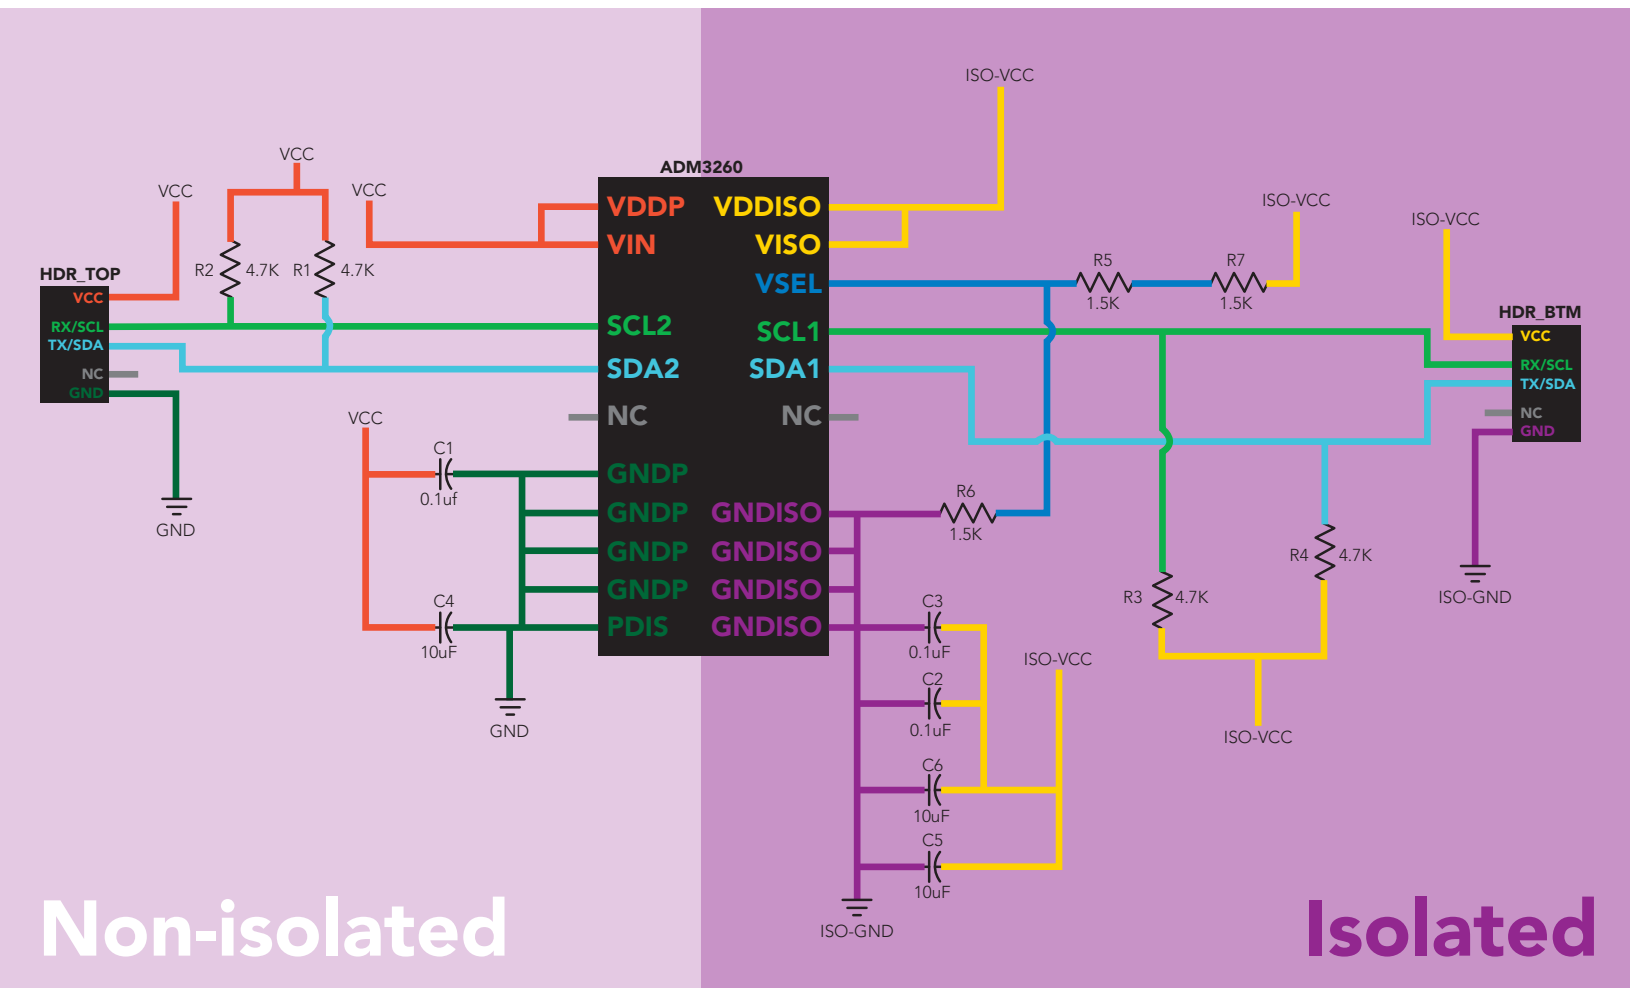 ISO-VCC
VCC
ADM3260
VCC
VCC
ISO-VCC
ISO-VCC
HDR_TOP
VCC
RX/SCL
TX/SDA
NC
GND
GND
R2
4.7K
R1
4.7K
VDDP
VIN
SCL2
SDA2
NC
GNDP
GNDP
GNDP
GNDP
PDIS
VDDISO
VISO
VSEL
SCL1
SDA1
NC
GNDISO
GNDISO
GNDISO
GNDISO
VCC
C1
0.1uf
C4
10uF
GND
R5
1.5K
R7
1.5K
HDR_BTM
VCC
RX/SCL
TX/SDA
NC
GND
ISO-GND
R6
1.5K
R4
4.7K
R3
4.7K
ISO-VCC
C3
0.1uF
ISO-VCC
C2
0.1uF
C6
10uF
C5
10uF
ISO-GND
Non-isolated
Isolated